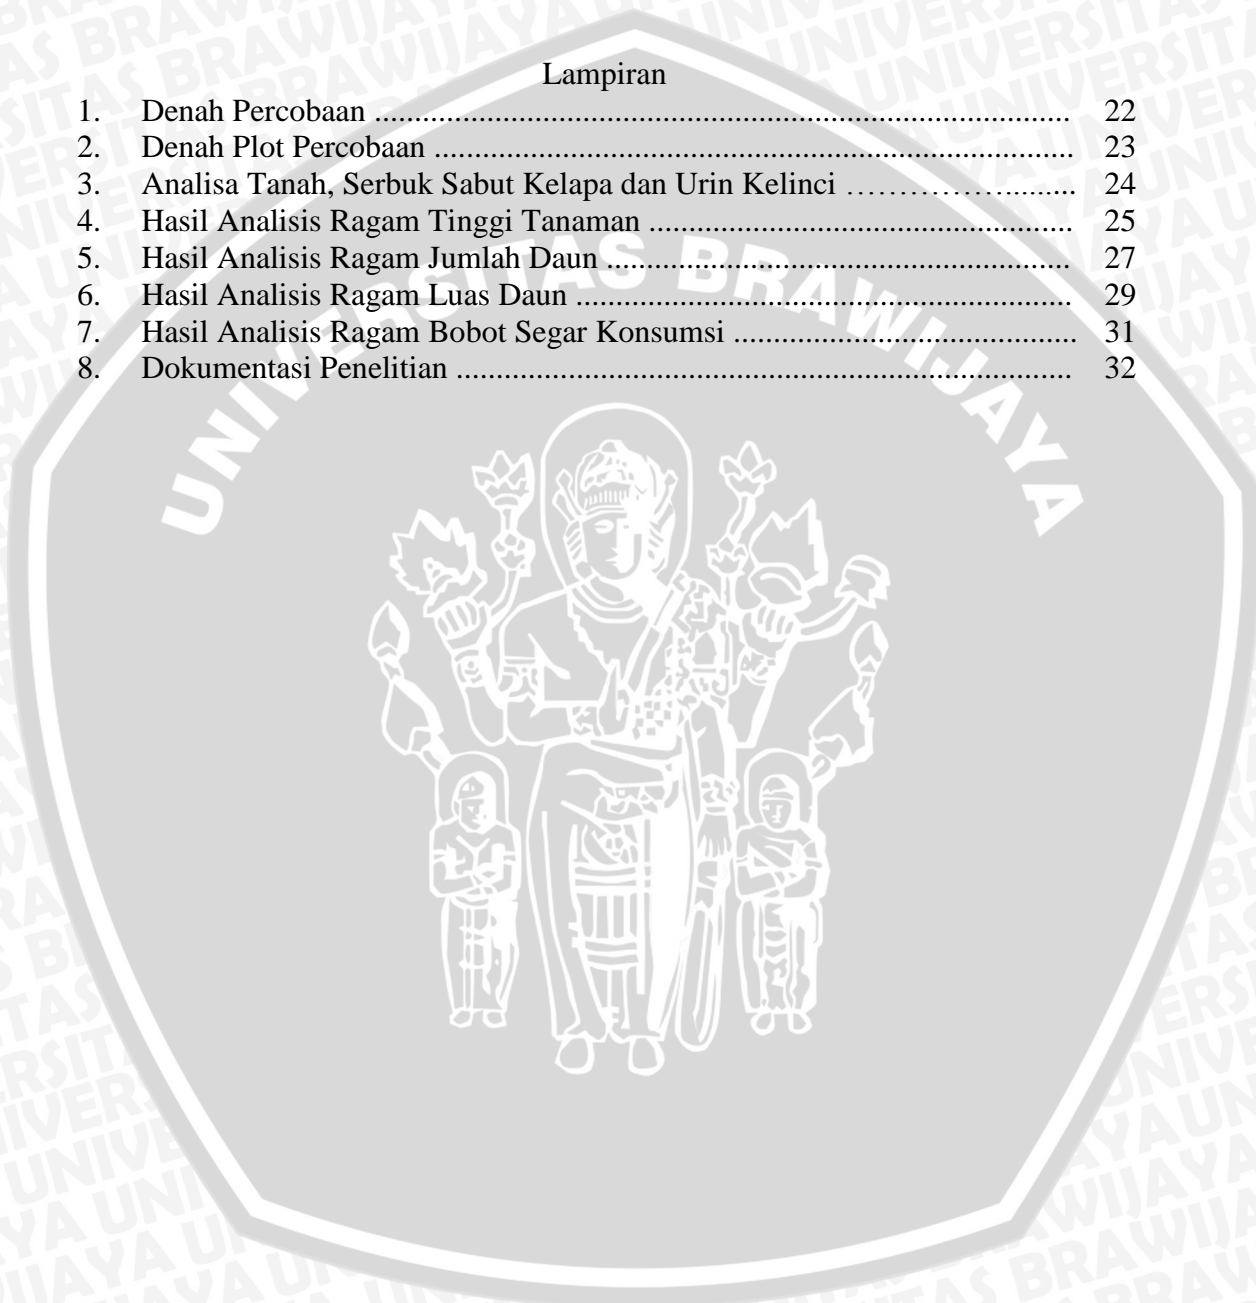 Lampiran
1. Denah Percobaan ....................................................................................... 22
2. Denah Plot Percobaan ................................................................................ 23
3. Analisa Tanah, Serbuk Sabut Kelapa dan Urin Kelinci ……………......... 24
4. Hasil Analisis Ragam Tinggi Tanaman ..................................................... 25
5. Hasil Analisis Ragam Jumlah Daun .......................................................... 27
6. Hasil Analisis Ragam Luas Daun .............................................................. 29
7. Hasil Analisis Ragam Bobot Segar Konsumsi ........................................... 31
8. Dokumentasi Penelitian ............................................................................. 32
UNIVERSITAS BRAWIJAYA